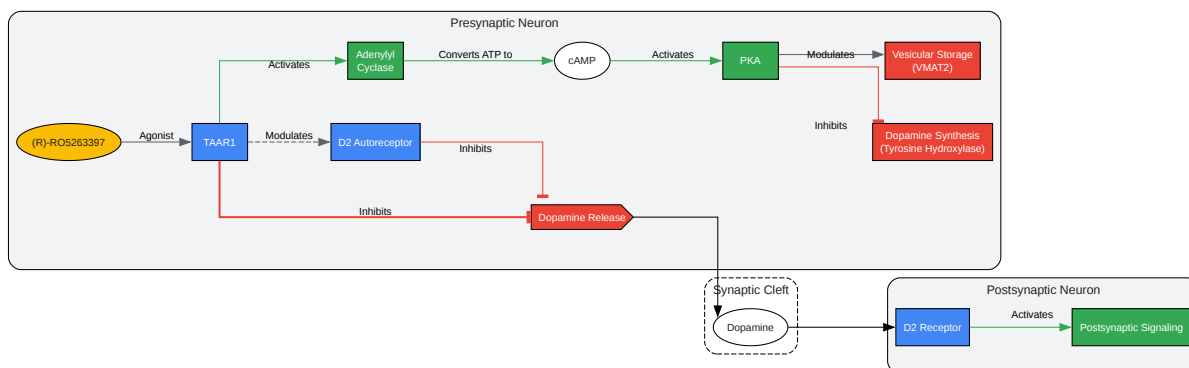 Presynaptic Neuron
Activates
Adenylyl
Cyclase
Converts ATP to
cAMP
Activates
PKA
Modulates
Vesicular Storage
(VMAT2)
(R)-RO5263397
Agonist
TAAR1
Modulates
D2 Autoreceptor
Inhibits
Inhibits
Dopamine Synthesis
(Tyrosine Hydroxylase)
Inhibits
Dopamine Release
Synaptic Cleft
Dopamine
Postsynaptic Neuron
D2 Receptor
Activates
Postsynaptic Signaling